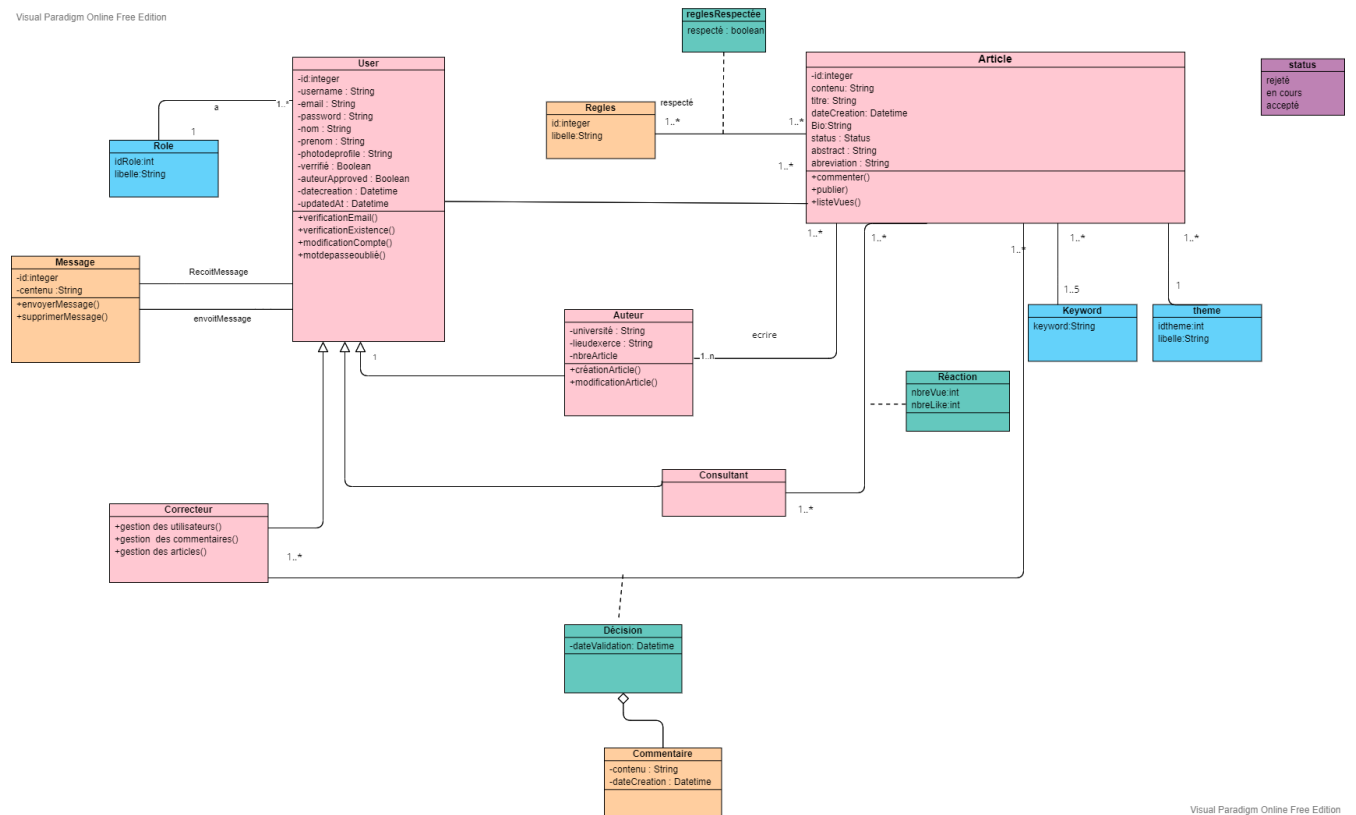 Visual Paradigm Online Free Edition
reglesRespectée
respecté : boolean
User
-id:integer
-username : String
-email : String
-password : String
-nom : String
-prenom : String
-photodeprofile : String
-verrifié : Boolean
-auteurApproved : Boolean
-datecreation : Datetime
-updatedAt : Datetime
+verificationEmail()
+verificationExistence()
+modificationCompte()
+motdepasseoublié()
Article
-id:integer
contenu: String
titre: String
dateCreation: Datetime
Bio:String
status : Status
abstract : String
abreviation : String
+commenter()
+publier)
+listeVues()
status
rejeté
en cours
accepté
Regles
id:integer
libelle:String
respecté
1..*
1..*
1..*
a
1..*
1
Role
idRole:int
libelle:String
Message
-id:integer
-centenu :String
+envoyerMessage()
+supprimerMessage()
RecoitMessage
envoitMessage
1..*
1..*
1..*
1..*
1..*
1..5
1
Keyword
keyword:String
theme
idtheme:int
libelle:String
Auteur
-université : String
-lieudexerce : String
-nbreArticle
+créationArticle()
+modificationArticle()
ecrire
1..n
1
Réaction
nbreVue:int
nbreLike:int
Consultant
1..*
Correcteur
+gestion des utilisateurs()
+gestion des commentaires()
+gestion des articles()
1..*
Décision
-dateValidation: Datetime
Commentaire
-contenu : String
-dateCreation : Datetime
Visual Paradigm Online Free Edition